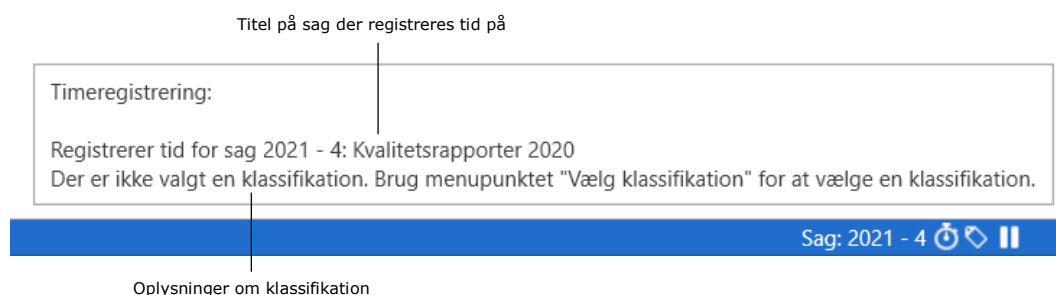 Titel på sag der registreres tid på
Timeregistrering:
Registrerer tid for sag 2021 - 4: Kvalitetsrapporter 2020
Der er ikke valgt en klassifikation. Brug menupunktet "Vælg klassifikation" for at vælge en klassifikation.
Sag: 2021 - 4
Oplysninger om klassifikation